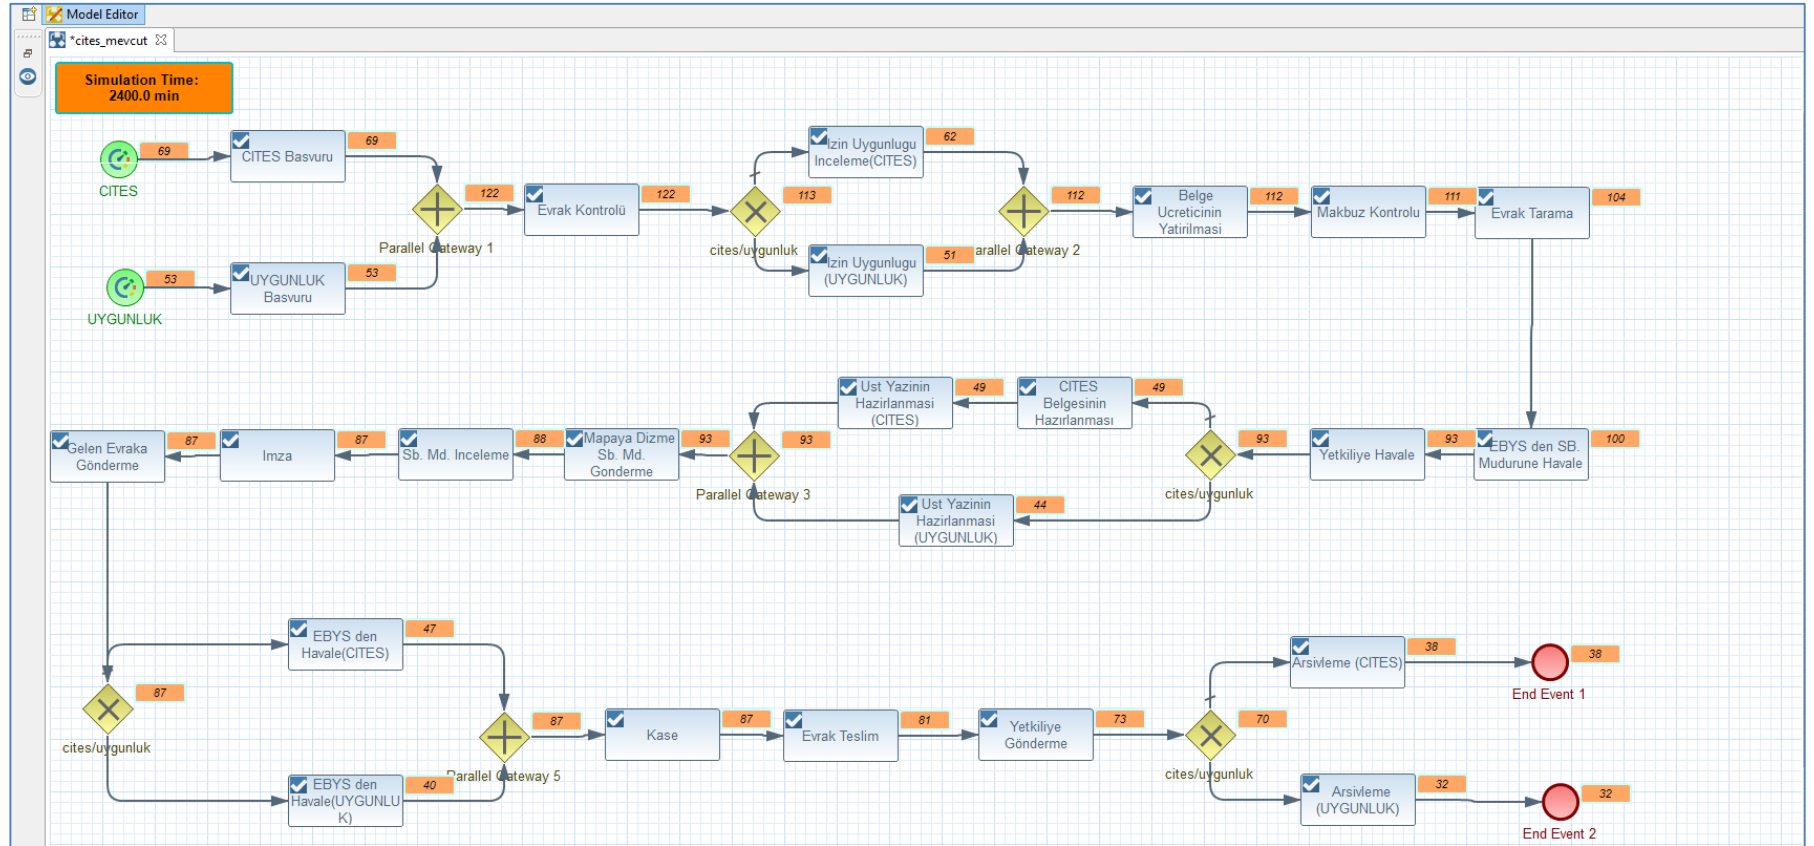 Model Editor
*cites_mevcut
Simulation Time:
2400.0 min
69
CITES
CITES Basvuru
69
53
UYGUNLUK
UYGUNLUK
Basvuru
53
122
Parallel Gateway 1
Evrak Kontrolü
122
113
cites/uygunluk
Izin Uygunlugu
Inceleme(CITES)
62
Izin Uygunlugu
(UYGUNLUK)
51
112
arallel Gateway 2
Belge
Ucreticinin
Yatirilmasi
112
Makbuz Kontrolu
111
Evrak Tarama
104
EBYS den SB.
Mudurune Havale
100
Yetkiliye Havale
93
93
cites/uygunluk
CITES
Belgesinin
Hazırlanması
49
Ust Yazinin
Hazirlanmasi
(CITES)
49
Ust Yazinin
Hazirlanmasi
(UYGUNLUK)
44
93
Parallel Gateway 3
Mapaya Dizme
Sb. Md.
Gonderme
93
Sb. Md. Inceleme
88
Imza
87
Gelen Evraka
Gönderme
87
87
cites/uygunluk
EBYS den
Havale(CITES)
47
EBYS den
Havale(UYGUNLU
K)
40
87
Parallel Gateway 5
Kase
87
Evrak Teslim
81
Yetkiliye
Gönderme
73
70
cites/uygunluk
Arsivleme (CITES)
38
38
End Event 1
Arsivleme
(UYGUNLUK)
32
32
End Event 2